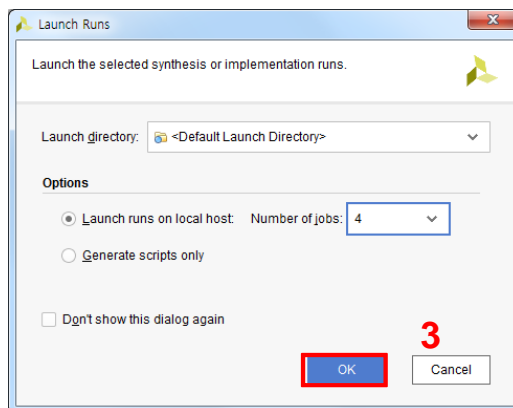 Launch Runs
Launch the selected synthesis or implementation runs.
Launch directory: <Default Launch Directory>
Options
Launch runs on local host: Number of jobs: 4
Generate scripts only
Don't show this dialog again
3
OK Cancel